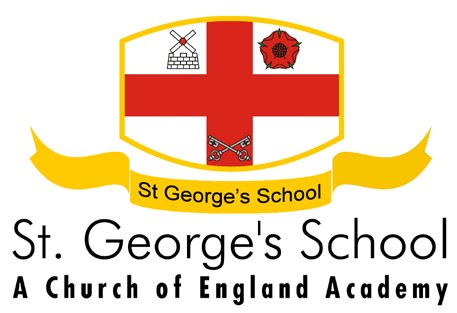 St George's School
St. George's School
A Church of England Academy